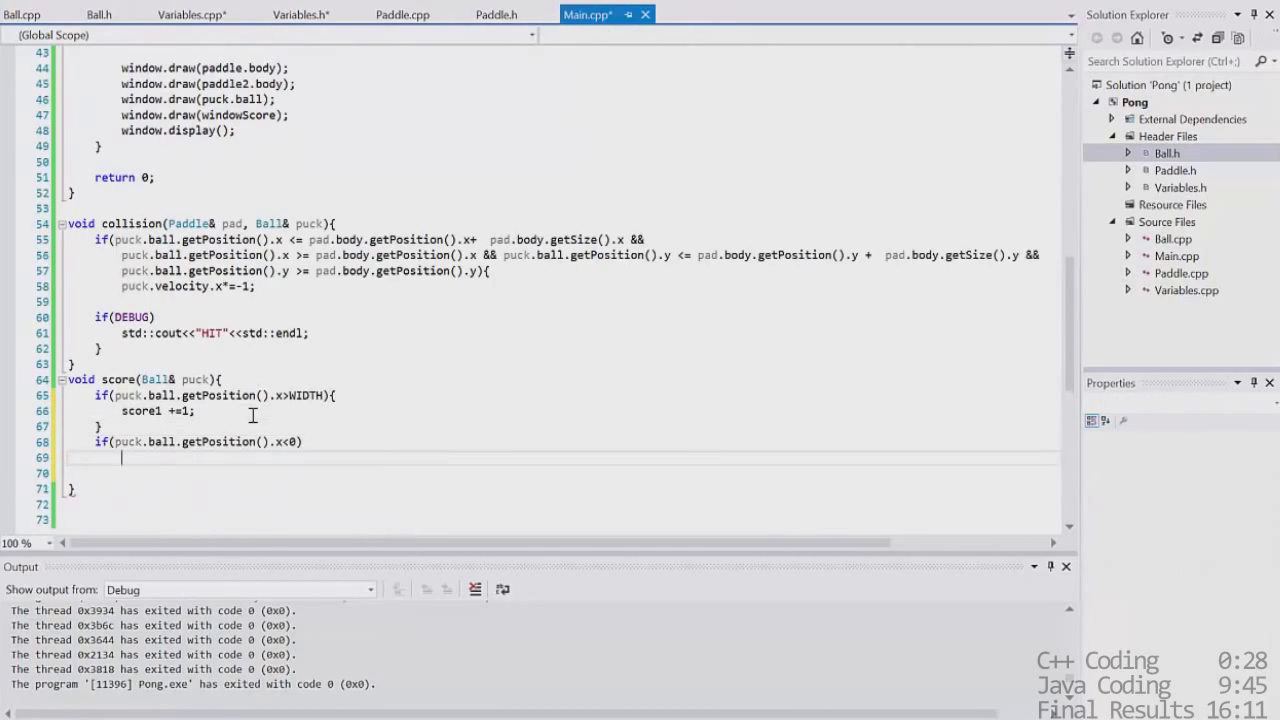 Ball.cpp Ball.h Variables.cpp* Variables.h* Paddle.cpp Paddle.h Main.cpp*
(Global Scope)
43
44 window.draw(paddle.body);
45 window.draw(paddle2.body);
46 window.draw(puck.ball);
47 window.draw(windowScore);
48 window.display();
49 }
50
51 return 0;
52 }
53
54 void collision(Paddle& pad, Ball& puck){
55 if(puck.ball.getPosition().x <= pad.body.getPosition().x+ pad.body.getSize().x &&
56 puck.ball.getPosition().x >= pad.body.getPosition().x && puck.ball.getPosition().y <= pad.body.getPosition().y + pad.body.getSize().y &&
57 puck.ball.getPosition().y >= pad.body.getPosition().y){
58 puck.velocity.x*=-1;
59
60 if(DEBUG)
61 std::cout<<"HIT"<<std::endl;
62 }
63 }
64 void score(Ball& puck){
65 if(puck.ball.getPosition().x>WIDTH){
66 score1 +=1;
67 }
68 if(puck.ball.getPosition().x<0)
69
70
71 }
72
73
100 %
Output
Show output from: Debug
The thread 0x3934 has exited with code 0 (0x0).
The thread 0x3b6c has exited with code 0 (0x0).
The thread 0x3644 has exited with code 0 (0x0).
The thread 0x2134 has exited with code 0 (0x0).
The thread 0x3818 has exited with code 0 (0x0).
The program '[11396] Pong.exe' has exited with code 0 (0x0).
Solution Explorer
Search Solution Explorer (Ctrl+;)
Solution 'Pong' (1 project)
Pong
External Dependencies
Header Files
Ball.h
Paddle.h
Variables.h
Resource Files
Source Files
Ball.cpp
Main.cpp
Paddle.cpp
Variables.cpp
Properties
C++ Coding 0:28
Java Coding 9:45
Final Results 16:11